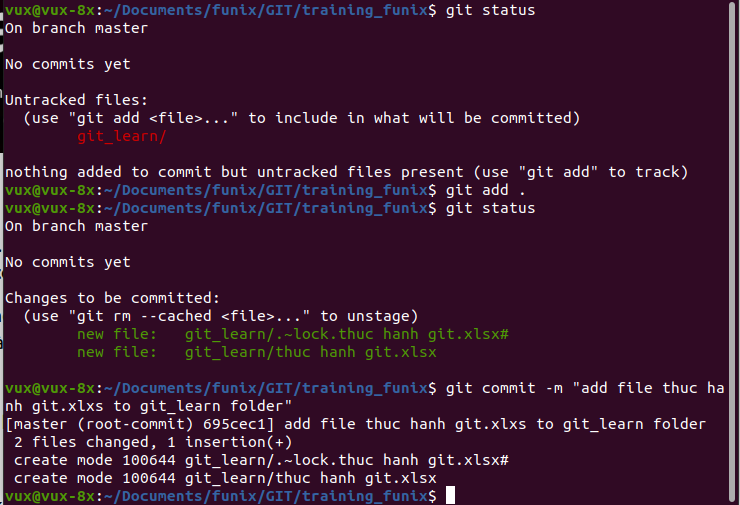 vux@vux-8x:~/Documents/funix/GIT/training_funix$ git status
On branch master
No commits yet
Untracked files:
(use "git add <file>..." to include in what will be committed)
git_learn/
nothing added to commit but untracked files present (use "git add" to track)
vux@vux-8x:~/Documents/funix/GIT/training_funix$ git add .
vux@vux-8x:~/Documents/funix/GIT/training_funix$ git status
On branch master
No commits yet
Changes to be committed:
(use "git rm --cached <file>..." to unstage)
new file:   git_learn/.~lock.thuc hanh git.xlsx#
new file:   git_learn/thuc hanh git.xlsx
vux@vux-8x:~/Documents/funix/GIT/training_funix$ git commit -m "add file thuc ha
nh git.xlxs to git_learn folder"
[master (root-commit) 695cec1] add file thuc hanh git.xlxs to git_learn folder
2 files changed, 1 insertion(+)
create mode 100644 git_learn/.~lock.thuc hanh git.xlsx#
create mode 100644 git_learn/thuc hanh git.xlsx
vux@vux-8x:~/Documents/funix/GIT/training_funix$